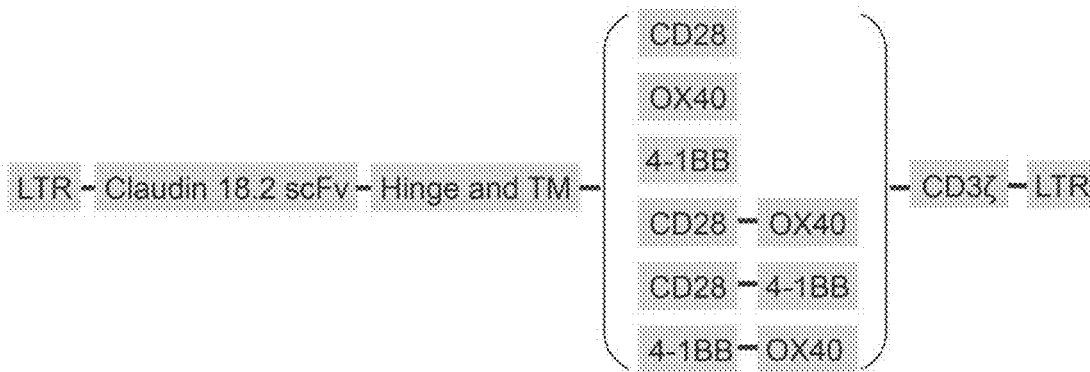 CD28
OX40
4-1BB
LTR Claudin 18.2 scFv Hinge and TM CD3ζ LTR
CD28 OX40
CD28 4-1BB
4-1BB OX40